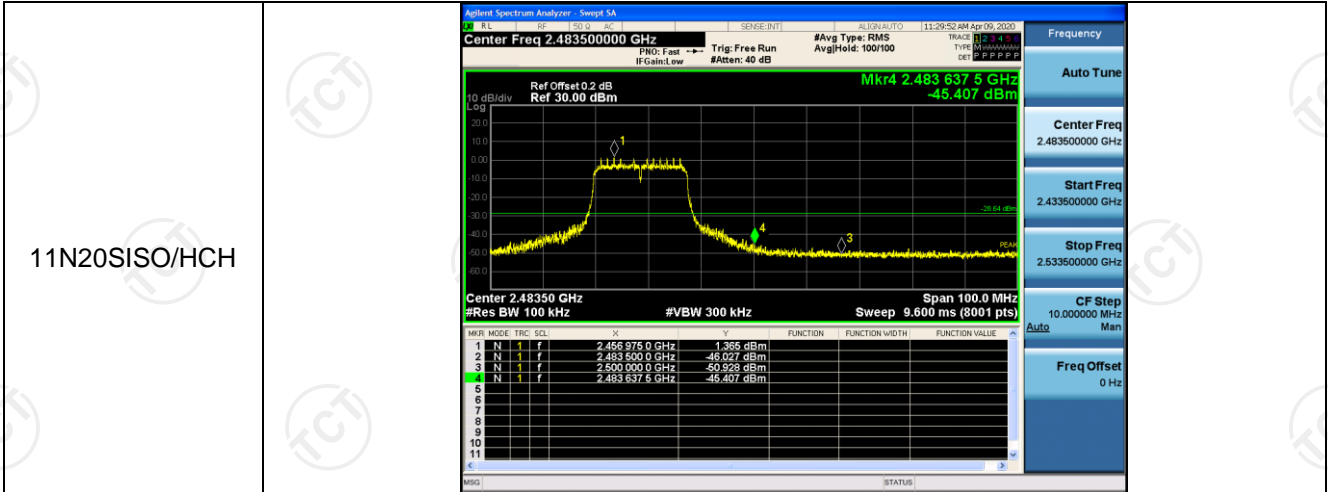 11N20SISO/HCH
Agilent Spectrum Analyzer - Swept SA
RL RF 50 Ω AC SENSE:INT ALIGNAUTO 11:29:52 AM Apr 09, 2020
Center Freq 2.483500000 GHz
PNO: Fast
IFGain:Low
Trig: Free Run
#Atten: 40 dB
#Avg Type: RMS
Avg|Hold: 100/100
TRACE 1 2 3 4 5 6
TYPE M
DET P P P P P P
Mkr4 2.483 637 5 GHz
-45.407 dBm
Ref Offset 0.2 dB
10 dB/div Ref 30.00 dBm
Log
20.0
10.0
0.00
-10.0
-20.0
-30.0
-40.0
-50.0
-60.0
1
4
3
-28.64 dBm
PEAK
Center 2.48350 GHz Span 100.0 MHz
#Res BW 100 kHz #VBW 300 kHz Sweep 9.600 ms (8001 pts)
MKR MODE TRC SCL X Y FUNCTION FUNCTION WIDTH FUNCTION VALUE
1 N 1 f 2.456 975 0 GHz 1.365 dBm
2 N 1 f 2.483 500 0 GHz -46.027 dBm
3 N 1 f 2.500 000 0 GHz -50.928 dBm
4 N 1 f 2.483 637 5 GHz -45.407 dBm
5
6
7
8
9
10
11
MSG STATUS
Frequency
Auto Tune
Center Freq
2.483500000 GHz
Start Freq
2.433500000 GHz
Stop Freq
2.533500000 GHz
CF Step
10.000000 MHz
Auto Man
Freq Offset
0 Hz
TCT
TCT
TCT
TCT